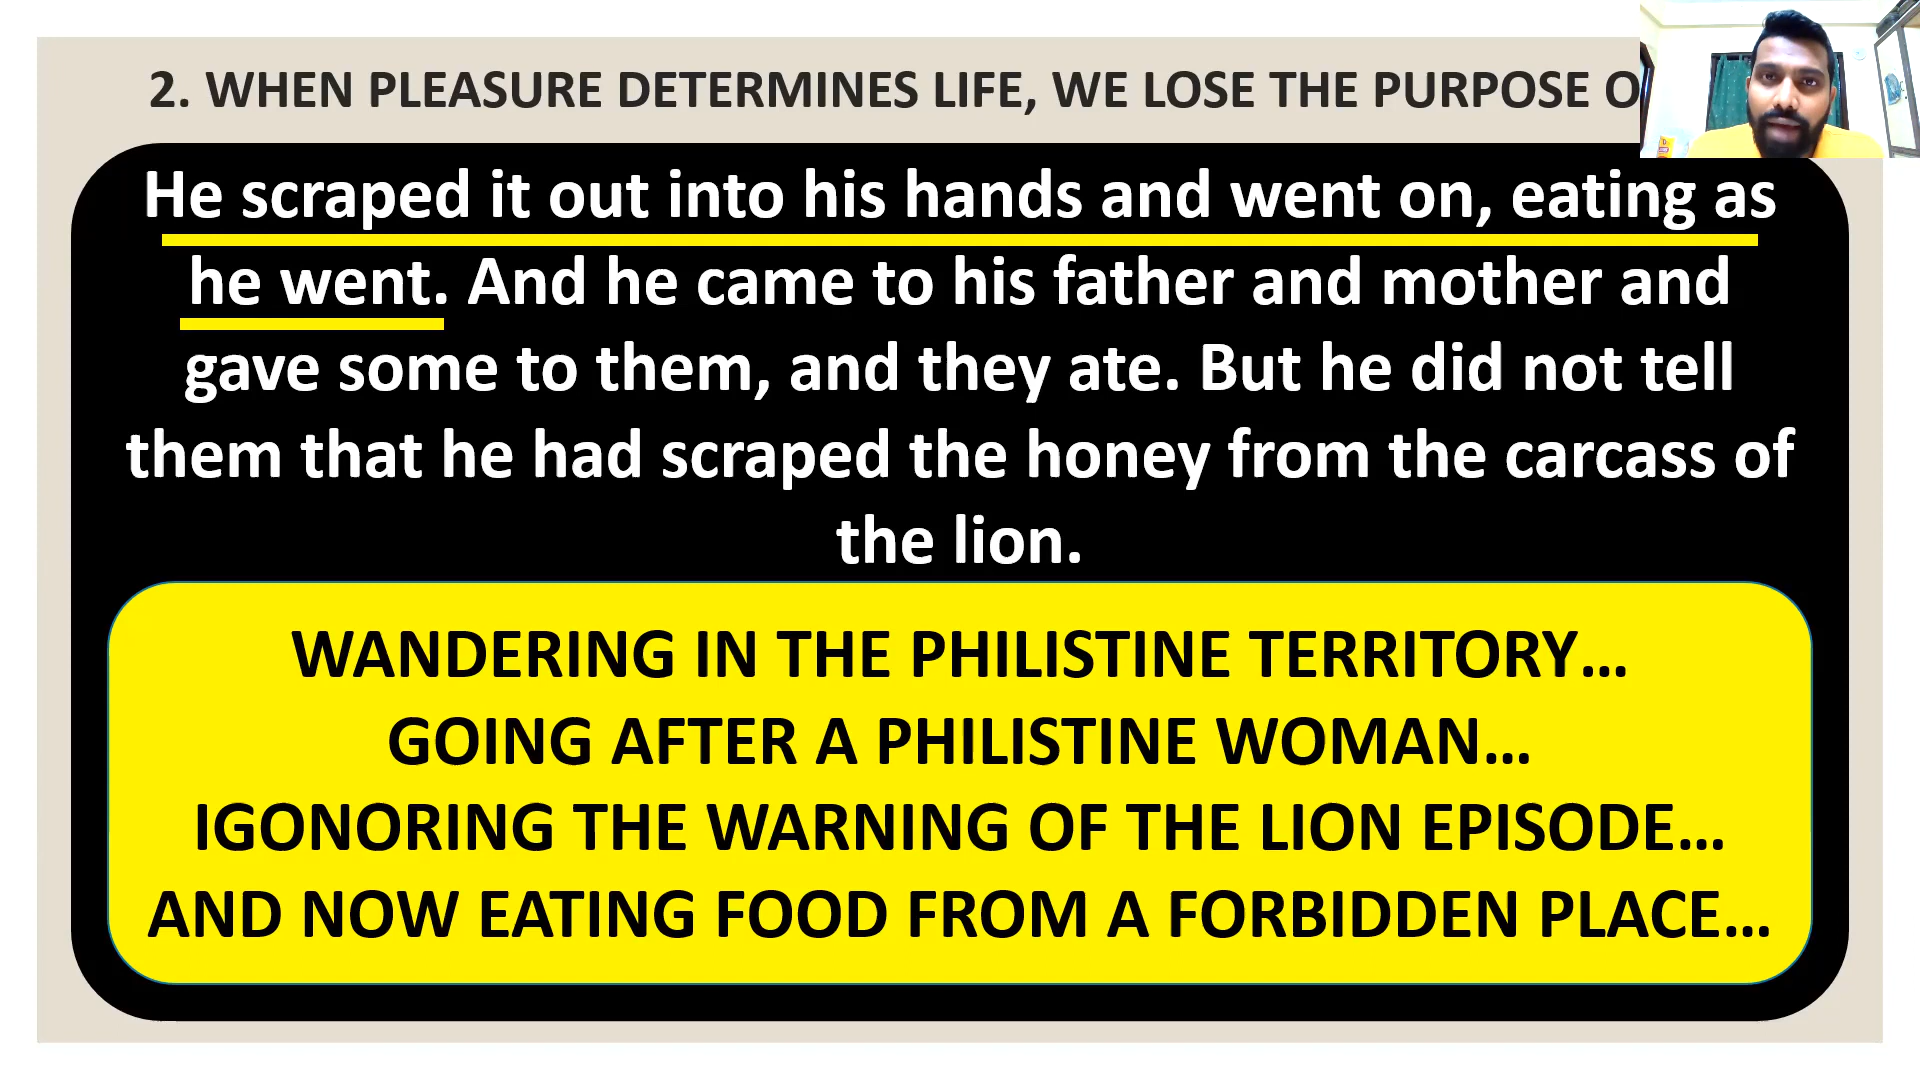 2. WHEN PLEASURE DETERMINES LIFE, WE LOSE THE PURPOSE O
He scraped it out into his hands and went on, eating as
he went. And he came to his father and mother and
gave some to them, and they ate. But he did not tell
them that he had scraped the honey from the carcass of
the lion.
WANDERING IN THE PHILISTINE TERRITORY...
GOING AFTER A PHILISTINE WOMAN...
IGONORING THE WARNING OF THE LION EPISODE...
AND NOW EATING FOOD FROM A FORBIDDEN PLACE...